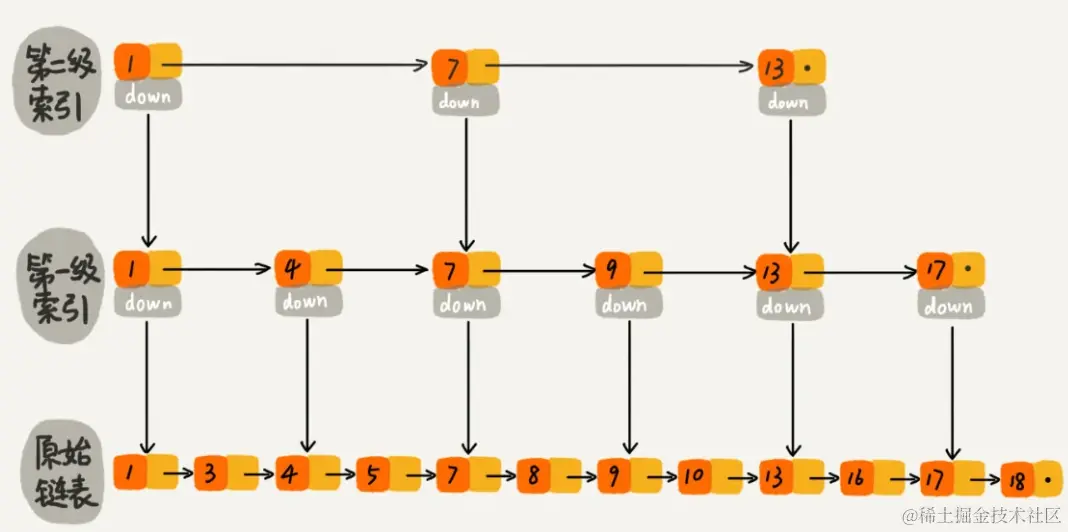 第二级
索引
1 7 13
down down down
第一级
索引
1 4 7 9 13 17
down down down down down down
原始
链表
1 3 4 5 7 8 9 10 13 16 17 18
@稀土掘金技术社区